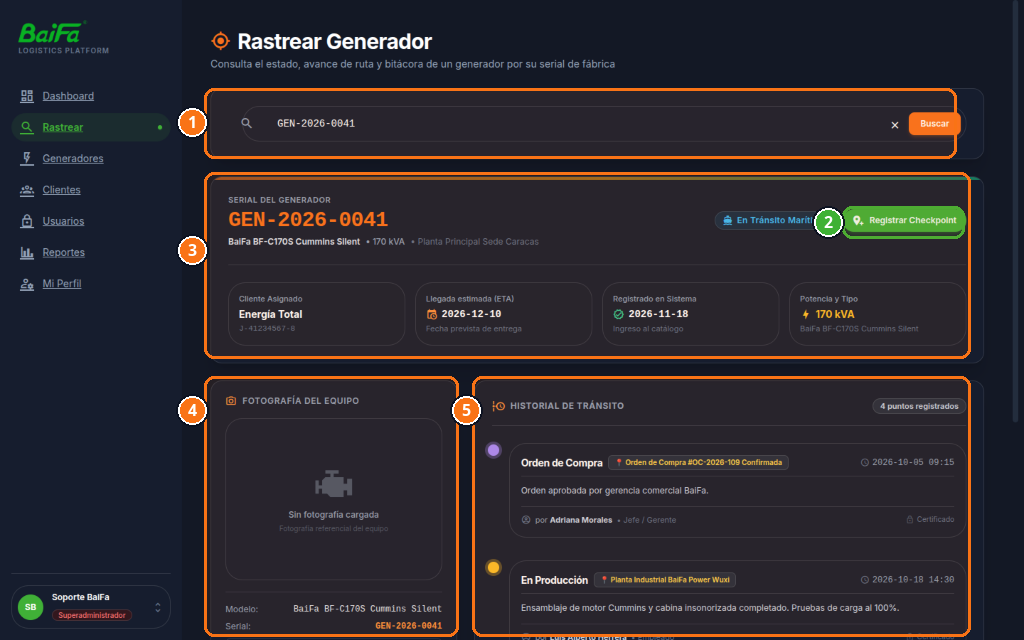 BaiFa
LOGISTICS PLATFORM
Dashboard
Rastrear
Generadores
Clientes
Usuarios
Reportes
Mi Perfil
SB
Soporte BaiFa
Superadministrador
Rastrear Generador
Consulta el estado, avance de ruta y bitácora de un generador por su serial de fábrica
1
GEN-2026-0041
× Buscar
3
SERIAL DEL GENERADOR
GEN-2026-0041
BaiFa BF-C170S Cummins Silent • 170 kVA • Planta Principal Sede Caracas
En Tránsito Maríti
2
Registrar Checkpoint
Cliente Asignado
Energía Total
J-41234567-8
Llegada estimada (ETA)
2026-12-10
Fecha prevista de entrega
Registrado en Sistema
2026-11-18
Ingreso al catálogo
Potencia y Tipo
170 kVA
BaiFa BF-C170S Cummins Silent
4
FOTOGRAFÍA DEL EQUIPO
Sin fotografía cargada
Fotografía referencial del equipo
Modelo: BaiFa BF-C170S Cummins Silent
Serial: GEN-2026-0041
5
HISTORIAL DE TRÁNSITO
4 puntos registrados
Orden de Compra
Orden de Compra #OC-2026-109 Confirmada
2026-10-05 09:15
Orden aprobada por gerencia comercial BaiFa.
por Adriana Morales • Jefe / Gerente
Certificado
En Producción
Planta Industrial BaiFa Power Wuxi
2026-10-18 14:30
Ensamblaje de motor Cummins y cabina insonorizada completado. Pruebas de carga al 100%.
por Luis Alberto Herrera